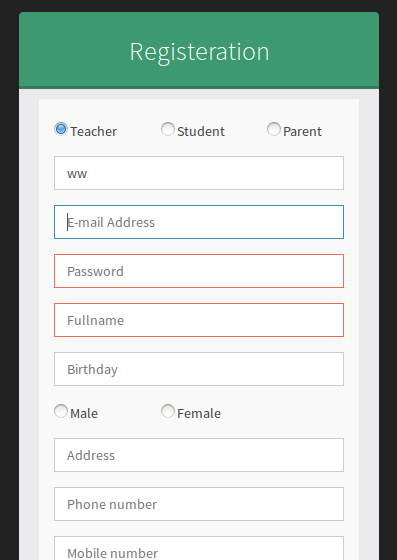 Registeration
Teacher Student Parent
ww
E-mail Address
Password
Fullname
Birthday
Male Female
Address
Phone number
Mobile number